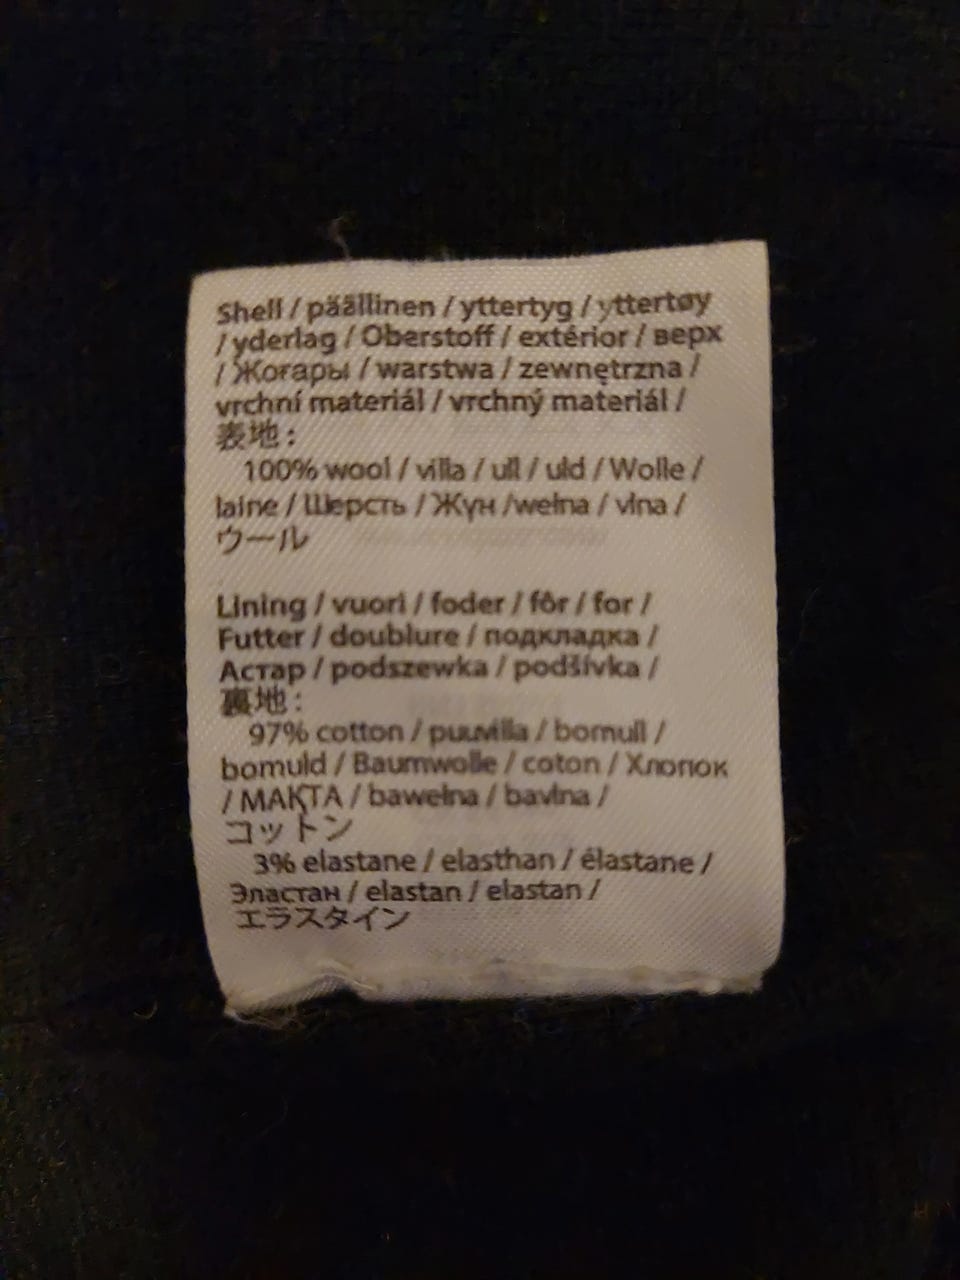 Shell / päällinen / yttertyg / yttertøy
/ yderlag / Oberstoff / extérior / верх
/ Жоғары / warstwa / zewnętrzna /
vrchní materiál / vrchný materiál /
表地 :
100% wool / villa / ull / uld / Wolle /
laine / Шерсть / Жүн /wełna / vlna /
ウール
Lining / vuori / foder / fôr / for /
Futter / doublure / подкладка /
Астар / podszewka / podšívka /
裏地 :
97% cotton / puuvilla / bomull /
bomuld / Baumwolle / coton / Хлопок
/ МАҚТА / bawełna / bavlna /
コットン
3% elastane / elasthan / élastane /
Эластан / elastan / elastan /
エラスタイン